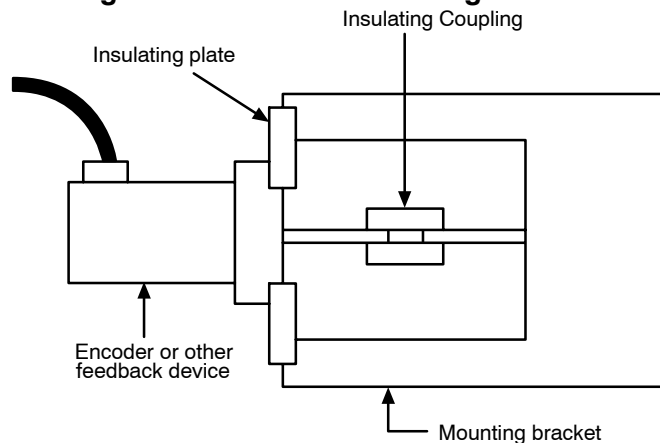 Insulating Coupling
Insulating plate
Encoder or other
feedback device
Mounting bracket